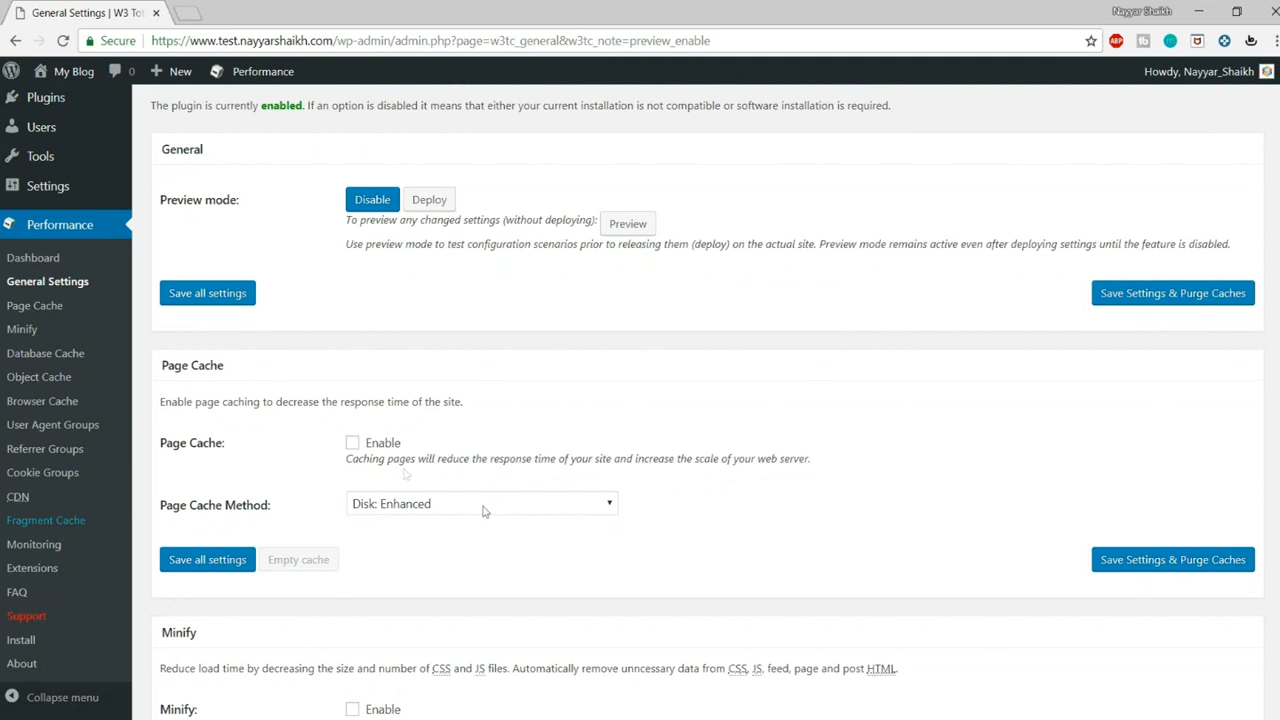 General Settings | W3 Tot
Nayyar Shaikh
Secure
https://www.test.nayyarshaikh.com/wp-admin/admin.php?page=w3tc_general&w3tc_note=preview_enable
ABP
My Blog
0
New
Performance
Howdy, Nayyar_Shaikh
Plugins
Users
Tools
Settings
Performance
Dashboard
General Settings
Page Cache
Minify
Database Cache
Object Cache
Browser Cache
User Agent Groups
Referrer Groups
Cookie Groups
CDN
Fragment Cache
Monitoring
Extensions
FAQ
Support
Install
About
Collapse menu
The plugin is currently enabled. If an option is disabled it means that either your current installation is not compatible or software installation is required.
General
Preview mode:
Disable
Deploy
To preview any changed settings (without deploying):
Preview
Use preview mode to test configuration scenarios prior to releasing them (deploy) on the actual site. Preview mode remains active even after deploying settings until the feature is disabled.
Save all settings
Save Settings & Purge Caches
Page Cache
Enable page caching to decrease the response time of the site.
Page Cache:
Enable
Caching pages will reduce the response time of your site and increase the scale of your web server.
Page Cache Method:
Disk: Enhanced
Save all settings
Empty cache
Save Settings & Purge Caches
Minify
Reduce load time by decreasing the size and number of CSS and JS files. Automatically remove unncessary data from CSS, JS, feed, page and post HTML.
Minify:
Enable